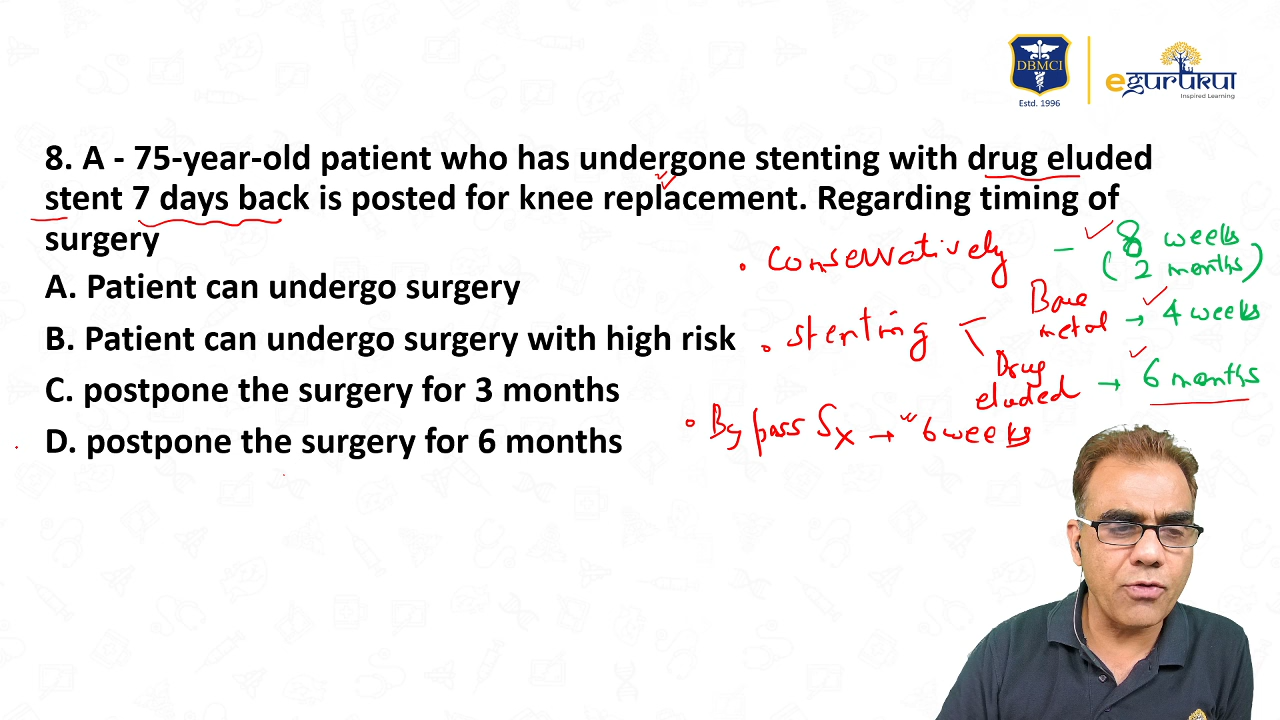 DBMCI
Estd. 1996
egurukul
Inspired Learning
8. A - 75-year-old patient who has undergone stenting with drug eluded
stent 7 days back is posted for knee replacement. Regarding timing of
surgery
A. Patient can undergo surgery
B. Patient can undergo surgery with high risk
C. postpone the surgery for 3 months
D. postpone the surgery for 6 months
• Conservatively – 8 weeks
(2 months)
• Stenting
Bare
metal → 4 weeks
Drug
eluded → 6 months
• By pass Sx → 6 weeks